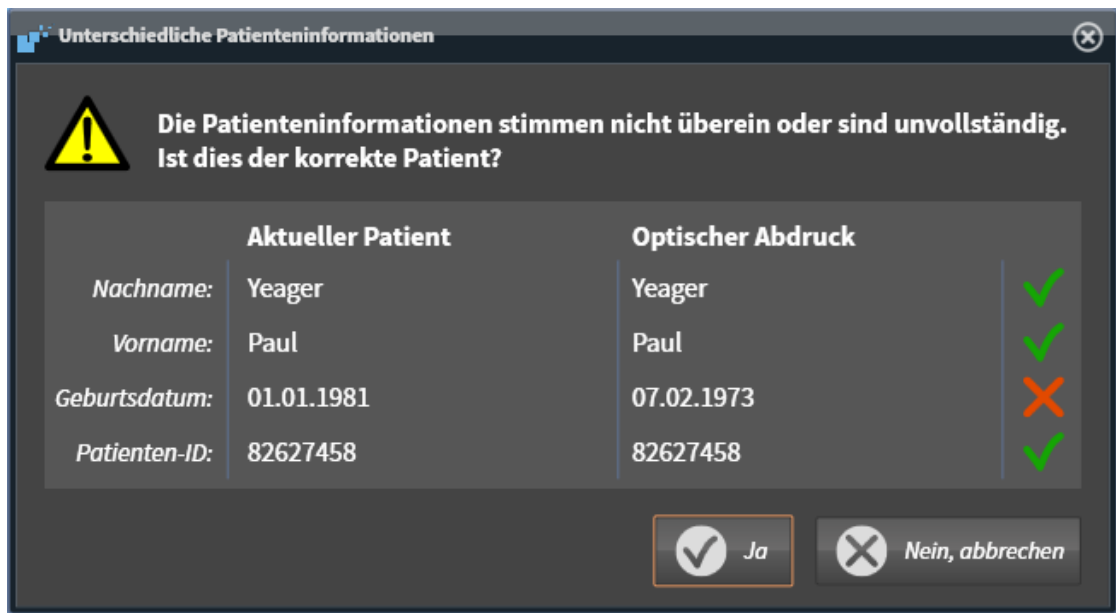 Unterschiedliche Patienteninformationen
Die Patienteninformationen stimmen nicht überein oder sind unvollständig.
Ist dies der korrekte Patient?
Aktueller Patient Optischer Abdruck
Nachname: Yeager Yeager
Vorname: Paul Paul
Geburtsdatum: 01.01.1981 07.02.1973
Patienten-ID: 82627458 82627458
Ja Nein, abbrechen